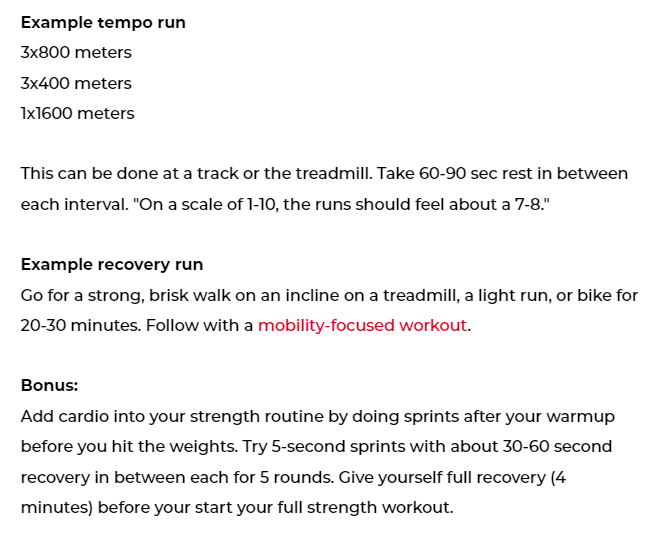 Example tempo run
3x800 meters
3x400 meters
1x1600 meters
This can be done at a track or the treadmill. Take 60-90 sec rest in between
each interval. "On a scale of 1-10, the runs should feel about a 7-8."
Example recovery run
Go for a strong, brisk walk on an incline on a treadmill, a light run, or bike for
20-30 minutes. Follow with a mobility-focused workout.
Bonus:
Add cardio into your strength routine by doing sprints after your warmup
before you hit the weights. Try 5-second sprints with about 30-60 second
recovery in between each for 5 rounds. Give yourself full recovery (4
minutes) before your start your full strength workout.